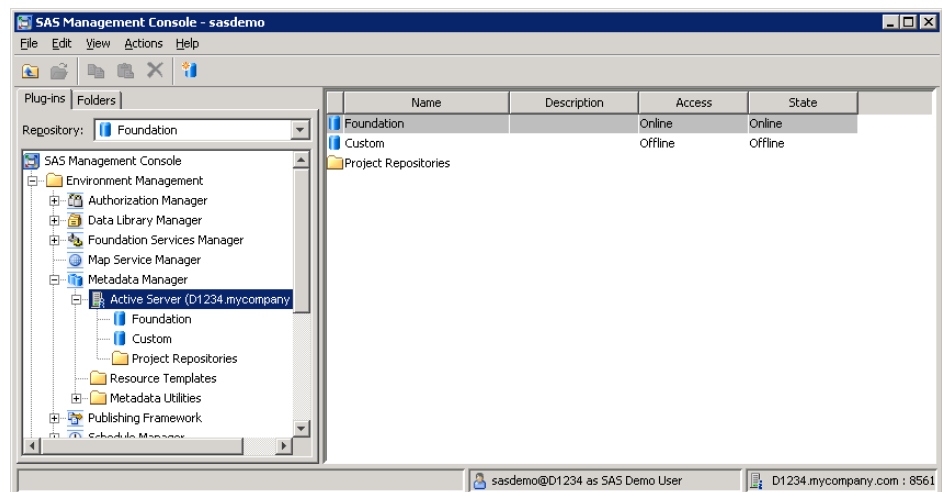 SAS Management Console - sasdemo
File Edit View Actions Help
Plug-ins Folders
Repository: Foundation
SAS Management Console
Environment Management
Authorization Manager
Data Library Manager
Foundation Services Manager
Map Service Manager
Metadata Manager
Active Server (D1234.mycompany
Foundation
Custom
Project Repositories
Resource Templates
Metadata Utilities
Publishing Framework
Schedule Manager
Name Description Access State
Foundation Online Online
Custom Offline Offline
Project Repositories
sasdemo@D1234 as SAS Demo User D1234.mycompany.com : 8561